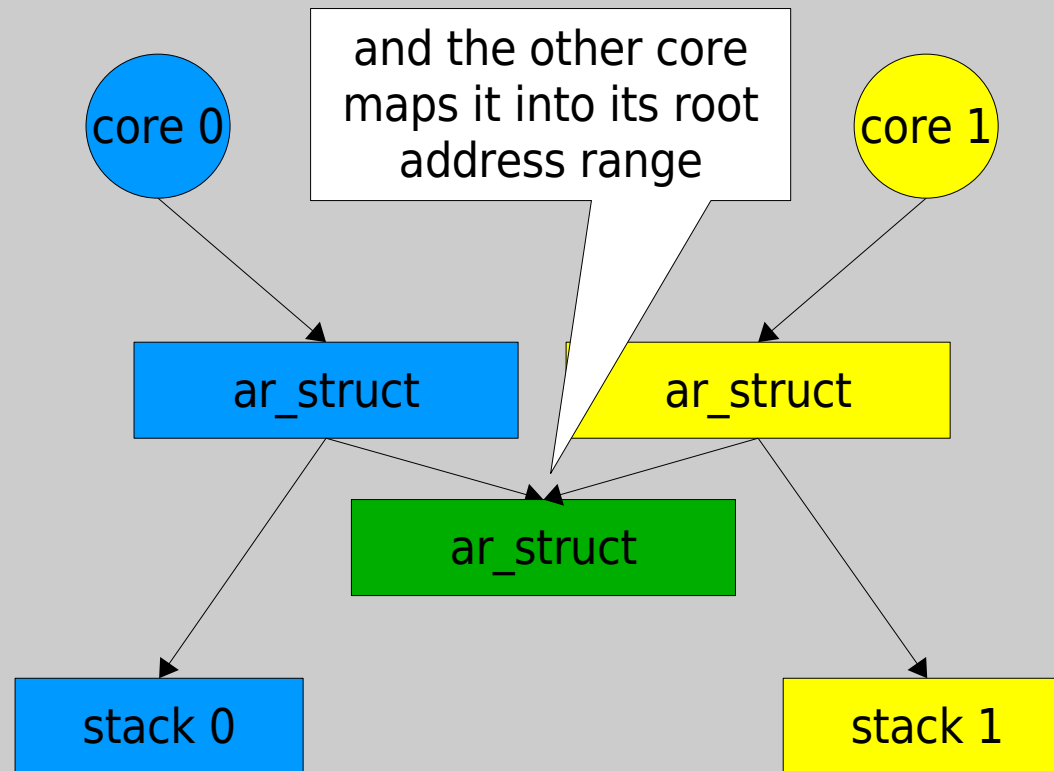 core 0
and the other core
maps it into its root
address range
core 1
ar_struct
ar_struct
ar_struct
stack 0
stack 1